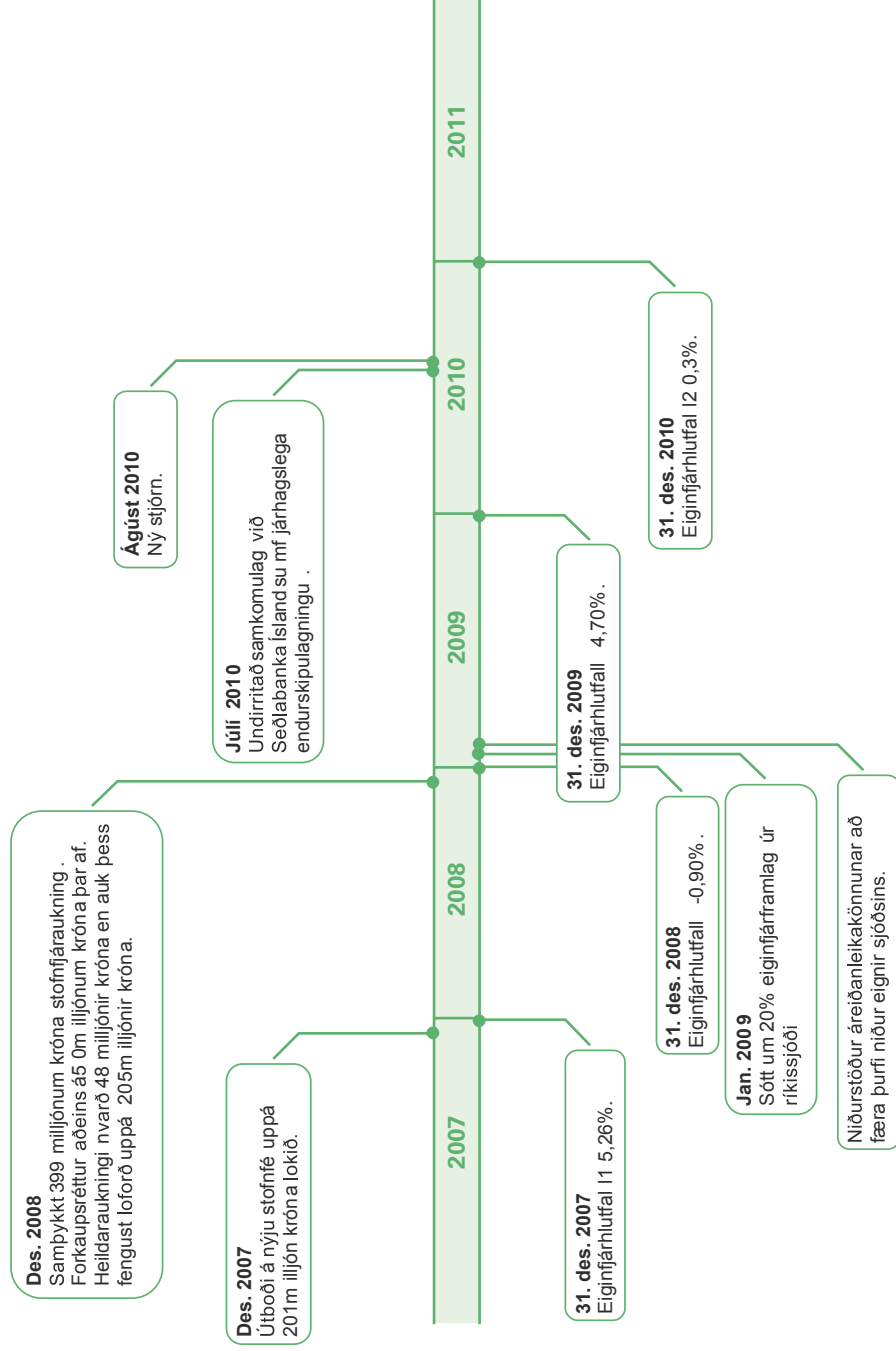 Des. 2008
Samþykkt 399 milljónum króna stofnfjáraukning .
Forkaupsréttur aðeins á5 0m illjónum króna þar af.
Heildaraukningi nvarð 48 milljónir króna en auk þess
fengust loforð uppá 205m illjónir króna.
Ágúst 2010
Ný stjórn.
Des. 2007
Útboði á nýju stofnfé uppá
201m illjón króna lokið.
Júlí 2010
Undirritað samkomulag við
Seðlabanka Ísland su mf járhagslega
endurskipulagningu .
2007
2008
2009
2010
2011
31. des. 2007
Eiginfjárhlutfal l1 5,26%.
31. des. 2009
Eiginfjárhlutfall 4,70%.
31. des. 2010
Eiginfjárhlutfal l2 0,3%.
31. des. 2008
Eiginfjárhlutfall -0,90% .
Jan. 2009
Sótt um 20% eiginfjárframlag úr
ríkissjóði
Niðurstöður áreiðanleikakönnunar að
færa þurfi niður eignir sjóðsins.